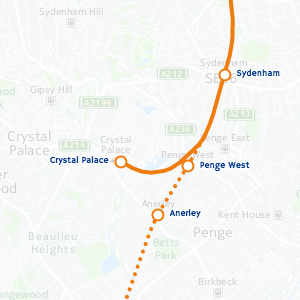 Sydenham Hill
Sydenham
SE26
Sydenham
A212
Gipsy Hill
A2199
A213
A234
Crystal
Palace
A214
Crystal
Palace
Penge East
Crystal Palace
Penge West
Penge West
Anerley
Anerley
Kent House
Penge
Beaulieu
Heights
Betts
Park
Birkbeck
ngewood